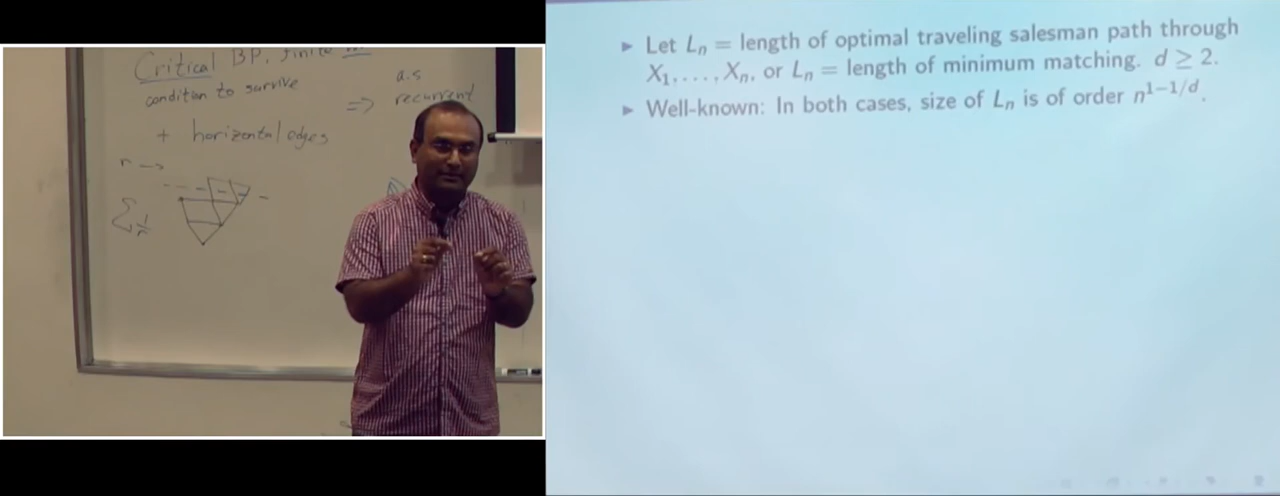 Critical BP, finite
condition to survive
+ horizontal edges
=>
a.s
recurrent
n →
Σ 1/n
▸ Let Lₙ = length of optimal traveling salesman path through
X₁, . . . , Xₙ, or Lₙ = length of minimum matching. d ≥ 2.
▸ Well-known: In both cases, size of Lₙ is of order n^{1−1/d}.